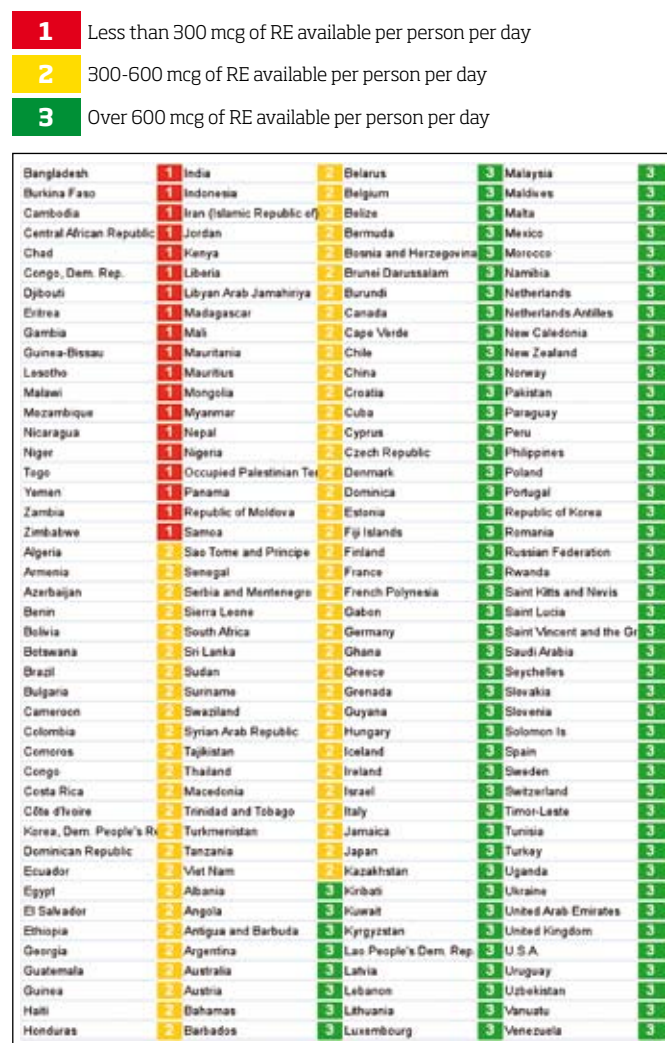 1 Less than 300 mcg of RE available per person per day
2 300-600 mcg of RE available per person per day
3 Over 600 mcg of RE available per person per day
Bangladesh 1 India 2 Belarus 3 Malaysia 3
Burkina Faso 1 Indonesia 2 Belgium 3 Maldives 3
Cambodia 1 Iran (Islamic Republic of) 2 Belize 3 Malta 3
Central African Republic 1 Jordan 2 Bermuda 3 Mexico 3
Chad 1 Kenya 2 Bosnia and Herzegovina 3 Morocco 3
Congo, Dem. Rep. 1 Liberia 2 Brunei Darussalam 3 Namibia 3
Djibouti 1 Libyan Arab Jamahiriya 2 Burundi 3 Netherlands 3
Eritrea 1 Madagascar 2 Canada 3 Netherlands Antilles 3
Gambia 1 Mali 2 Cape Verde 3 New Caledonia 3
Guinea-Bissau 1 Mauritania 2 Chile 3 New Zealand 3
Lesotho 1 Mauritius 2 China 3 Norway 3
Malawi 1 Mongolia 2 Croatia 3 Pakistan 3
Mozambique 1 Myanmar 2 Cuba 3 Paraguay 3
Nicaragua 1 Nepal 2 Cyprus 3 Peru 3
Niger 1 Nigeria 2 Czech Republic 3 Philippines 3
Togo 1 Occupied Palestinian Ter 2 Denmark 3 Poland 3
Yemen 1 Panama 2 Dominica 3 Portugal 3
Zambia 1 Republic of Moldova 2 Estonia 3 Republic of Korea 3
Zimbabwe 1 Samoa 2 Fiji Islands 3 Romania 3
Algeria 2 Sao Tome and Principe 2 Finland 3 Russian Federation 3
Armenia 2 Senegal 2 France 3 Rwanda 3
Azerbaijan 2 Serbia and Montenegro 2 French Polynesia 3 Saint Kitts and Nevis 3
Benin 2 Sierra Leone 2 Gabon 3 Saint Lucia 3
Bolivia 2 South Africa 2 Germany 3 Saint Vincent and the Gr 3
Botswana 2 Sri Lanka 2 Ghana 3 Saudi Arabia 3
Brazil 2 Sudan 2 Greece 3 Seychelles 3
Bulgaria 2 Suriname 2 Grenada 3 Slovakia 3
Cameroon 2 Swaziland 2 Guyana 3 Slovenia 3
Colombia 2 Syrian Arab Republic 2 Hungary 3 Solomon Is 3
Comoros 2 Tajikistan 2 Iceland 3 Spain 3
Congo 2 Thailand 2 Ireland 3 Sweden 3
Costa Rica 2 Macedonia 2 Israel 3 Switzerland 3
Côte d'Ivoire 2 Trinidad and Tobago 2 Italy 3 Timor-Leste 3
Korea, Dem. People's Re 2 Turkmenistan 2 Jamaica 3 Tunisia 3
Dominican Republic 2 Tanzania 2 Japan 3 Turkey 3
Ecuador 2 Viet Nam 2 Kazakhstan 3 Uganda 3
Egypt 2 Albania 3 Kiribati 3 Ukraine 3
El Salvador 2 Angola 3 Kuwait 3 United Arab Emirates 3
Ethiopia 2 Antigua and Barbuda 3 Kyrgyzstan 3 United Kingdom 3
Georgia 2 Argentina 3 Lao People's Dem. Rep. 3 U.S.A. 3
Guatemala 2 Australia 3 Latvia 3 Uruguay 3
Guinea 2 Austria 3 Lebanon 3 Uzbekistan 3
Haiti 2 Bahamas 3 Lithuania 3 Vanuatu 3
Honduras 2 Barbados 3 Luxembourg 3 Venezuela 3